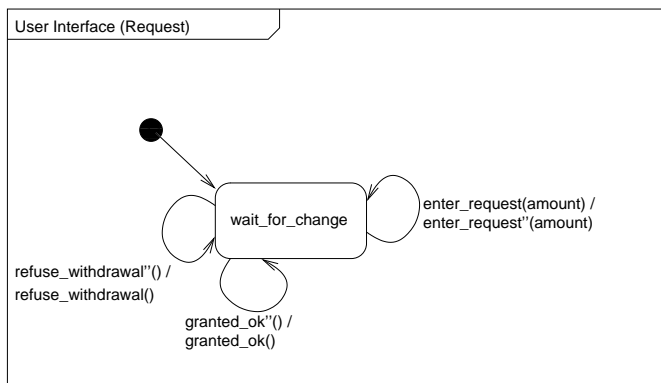 User Interface (Request)
wait_for_change
enter_request(amount) /
enter_request''(amount)
refuse_withdrawal''() /
refuse_withdrawal()
granted_ok''() /
granted_ok()